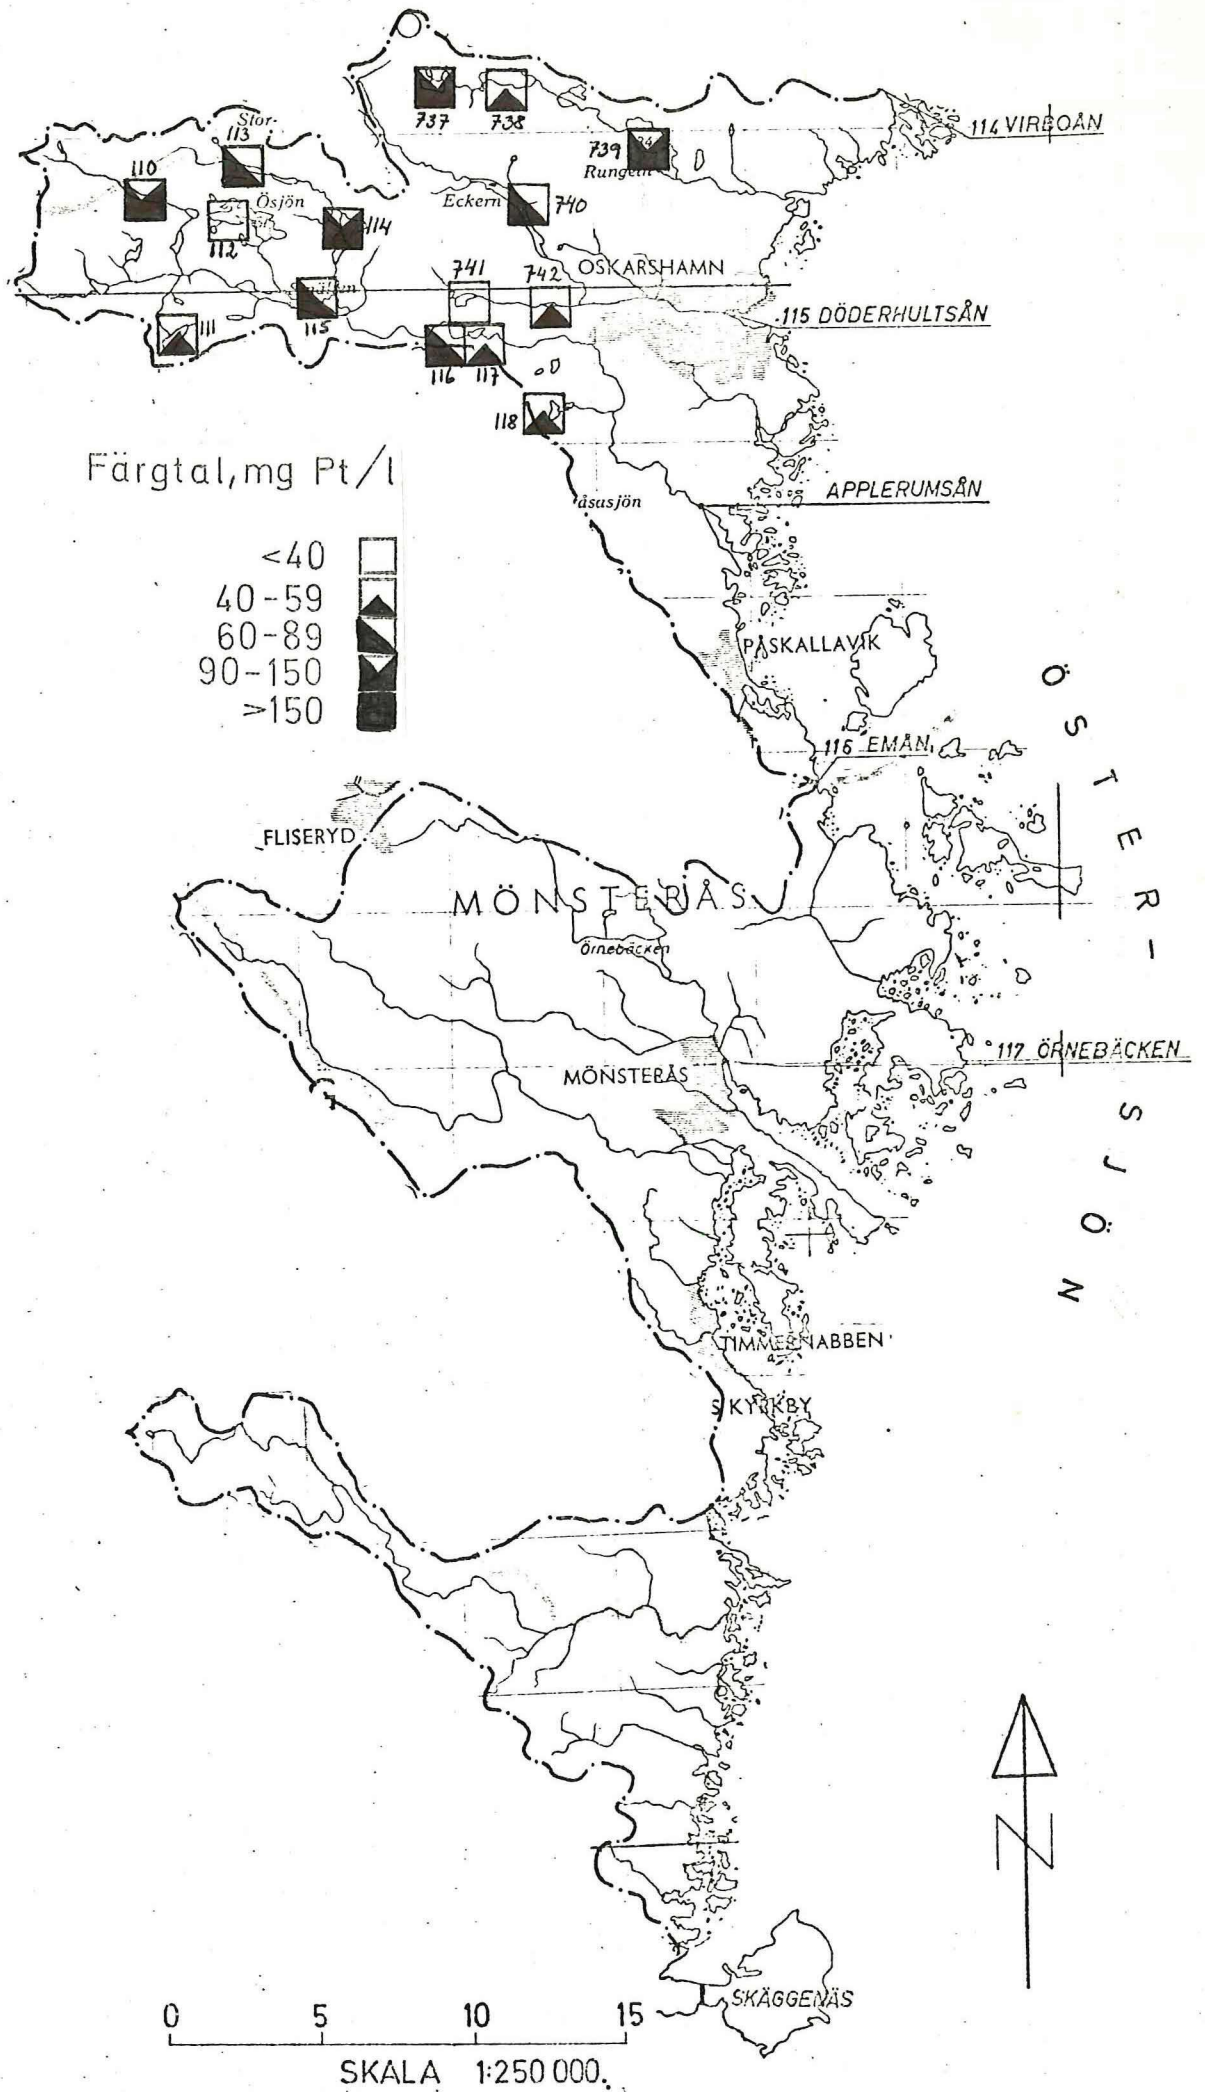 737
738
114 VIRBOÅN
Stor-
113
739
24
Rungeln
110
Eckern
740
Ösjön
114
112
741
742
OSKARSHAMN
115
111
115 DÖDERHULTSÅN
116
117
118
Färgtal, mg Pt/l
åsasjön
APPLERUMSÅN
<40
40-59
60-89
90-150
>150
PÅSKALLAVIK
ÖSTER-
SJÖN
116 EMÅN
FLISERYD
MÖNSTERÅS
Örnebäcken
117 ÖRNEBÄCKEN
MÖNSTERÅS
TIMMERNABBEN
S KYRKBY
N
SKÄGGENÄS
0 5 10 15
SKALA 1:250 000.